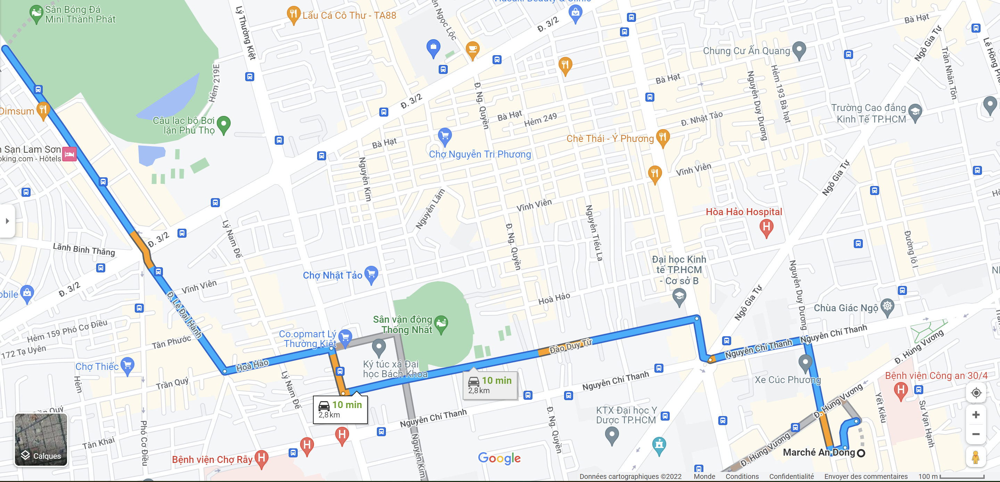 Sân Bóng Đá
Mini Thành Phát
Lý Thường Kiệt
Lẩu Cá Cô Thư - TA88
Ngọc Lộc
Hasaki Beauty & Clinic
Đ. 3/2
Bà Hạt
Ngô Gia Tự
Lê Hồng
Trần Nhân Tôn
Chung Cư Ấn Quang
Hẻm 219E
Đ. Ng. Quyền
Bà Hạt
Nguyễn Duy Dương
Hẻm 193 Bà hạt
Đ. 3/2
Dimsum
Câu lạc bộ Bơi
lặn Phú Thọ
Bà Hạt
Hẻm 249
Đ. Nhật Tảo
Trường Cao đẳng
Kinh Tế TP.HCM
Bà Hạt
Chè Thái - Ý Phương
Chợ Nguyễn Tri Phương
Sạn Lam Sơn
oking.com - Hôtels
Nguyễn Kim
Vĩnh Viễn
Ngô Gia Tự
Nguyễn Lâm
Vĩnh Viễn
Hòa Hảo Hospital
Lý Nam Đế
Đ. Ng. Quyền
Nguyễn Tiểu La
Đường lô I
Lãnh Binh Thăng
Đ. 3/2
Đại học Kinh
tế TP.HCM
- Cơ sở B
Nguyễn Duy Dương
Chợ Nhật Tảo
Đ. 3/2
Vĩnh Viễn
Đ. Lê Đại Hành
obile
Hoà Hảo
Ngô Gia Tự
Chùa Giác Ngộ
Sân vận động
Thống Nhất
Hẻm 159 Phó Cơ Điều
Co.opmart Lý
Thường Kiệt
Tân Phước
172 Tạ Uyên
Đào Duy Từ
Nguyễn Chí Thanh
Nguyễn Chí Thanh
Đ. Hùng Vương
Chợ Thiếc
Hoà Hảo
Ký túc xá Đại
học Bách Khoa
Hẻm
Trần Quý
Lý Nam Đế
10 min
2,8 km
Nguyễn Chí Thanh
Xe Cúc Phương
Bệnh viện Công an 30/4
10 min
2,8 km
Đ. Hùng Vương
Yết Kiêu
Sư Vạn Hạnh
Trần Quý
Phó Cơ Điều
Nguyễn Chí Thanh
Đ. Ng. Quyền
KTX Đại học Y
Dược TP.HCM
Tân Khai
Nguyễn Kim
Calques
Bệnh viện Chợ Rẫy
Google
Đ. Hùng Vương
Marché An Dong
Données cartographiques ©2022 Monde Conditions Confidentialité Envoyer des commentaires 100 m